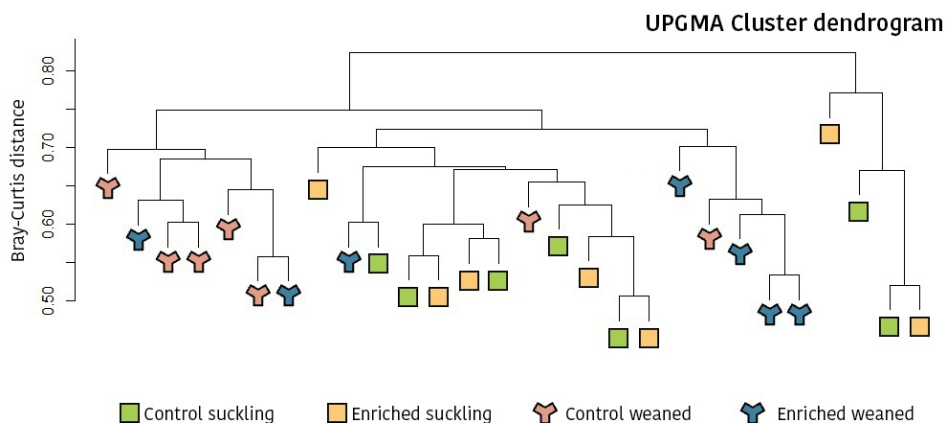 UPGMA Cluster dendrogram
Bray-Curtis distance
0.80
0.70
0.60
0.50
Control suckling
Enriched suckling
Control weaned
Enriched weaned